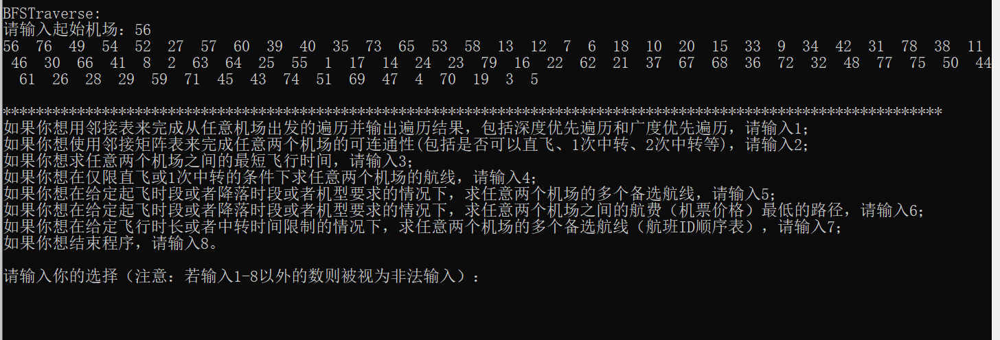 BFSTraverse:
请输入起始机场：56
56  76  49  54  52  27  57  60  39  40  35  73  65  53  58  13  12  7  6  18  10  20  15  33  9  34  42  31  78  38  11
46  30  66  41  8  2  63  64  25  55  1  17  14  24  23  79  16  22  62  21  37  67  68  36  72  32  48  77  75  50  44
61  26  28  29  59  71  45  43  74  51  69  47  4  70  19  3  5
******************************************************************************************************************
如果你想用邻接表来完成从任意机场出发的遍历并输出遍历结果，包括深度优先遍历和广度优先遍历，请输入1；
如果你想使用邻接矩阵表来完成任意两个机场的可连通性(包括是否可以直飞、1次中转、2次中转等)，请输入2；
如果你想求任意两个机场之间的最短飞行时间，请输入3；
如果你想在仅限直飞或1次中转的条件下求任意两个机场的航线，请输入4；
如果你想在给定起飞时段或者降落时段或者机型要求的情况下，求任意两个机场的多个备选航线，请输入5；
如果你想在给定起飞时段或者降落时段或者机型要求的情况下，求任意两个机场之间的航费（机票价格）最低的路径，请输入6；
如果你想在给定飞行时长或者中转时间限制的情况下，求任意两个机场的多个备选航线（航班ID顺序表），请输入7；
如果你想结束程序，请输入8。
请输入你的选择（注意：若输入1-8以外的数则被视为非法输入）：